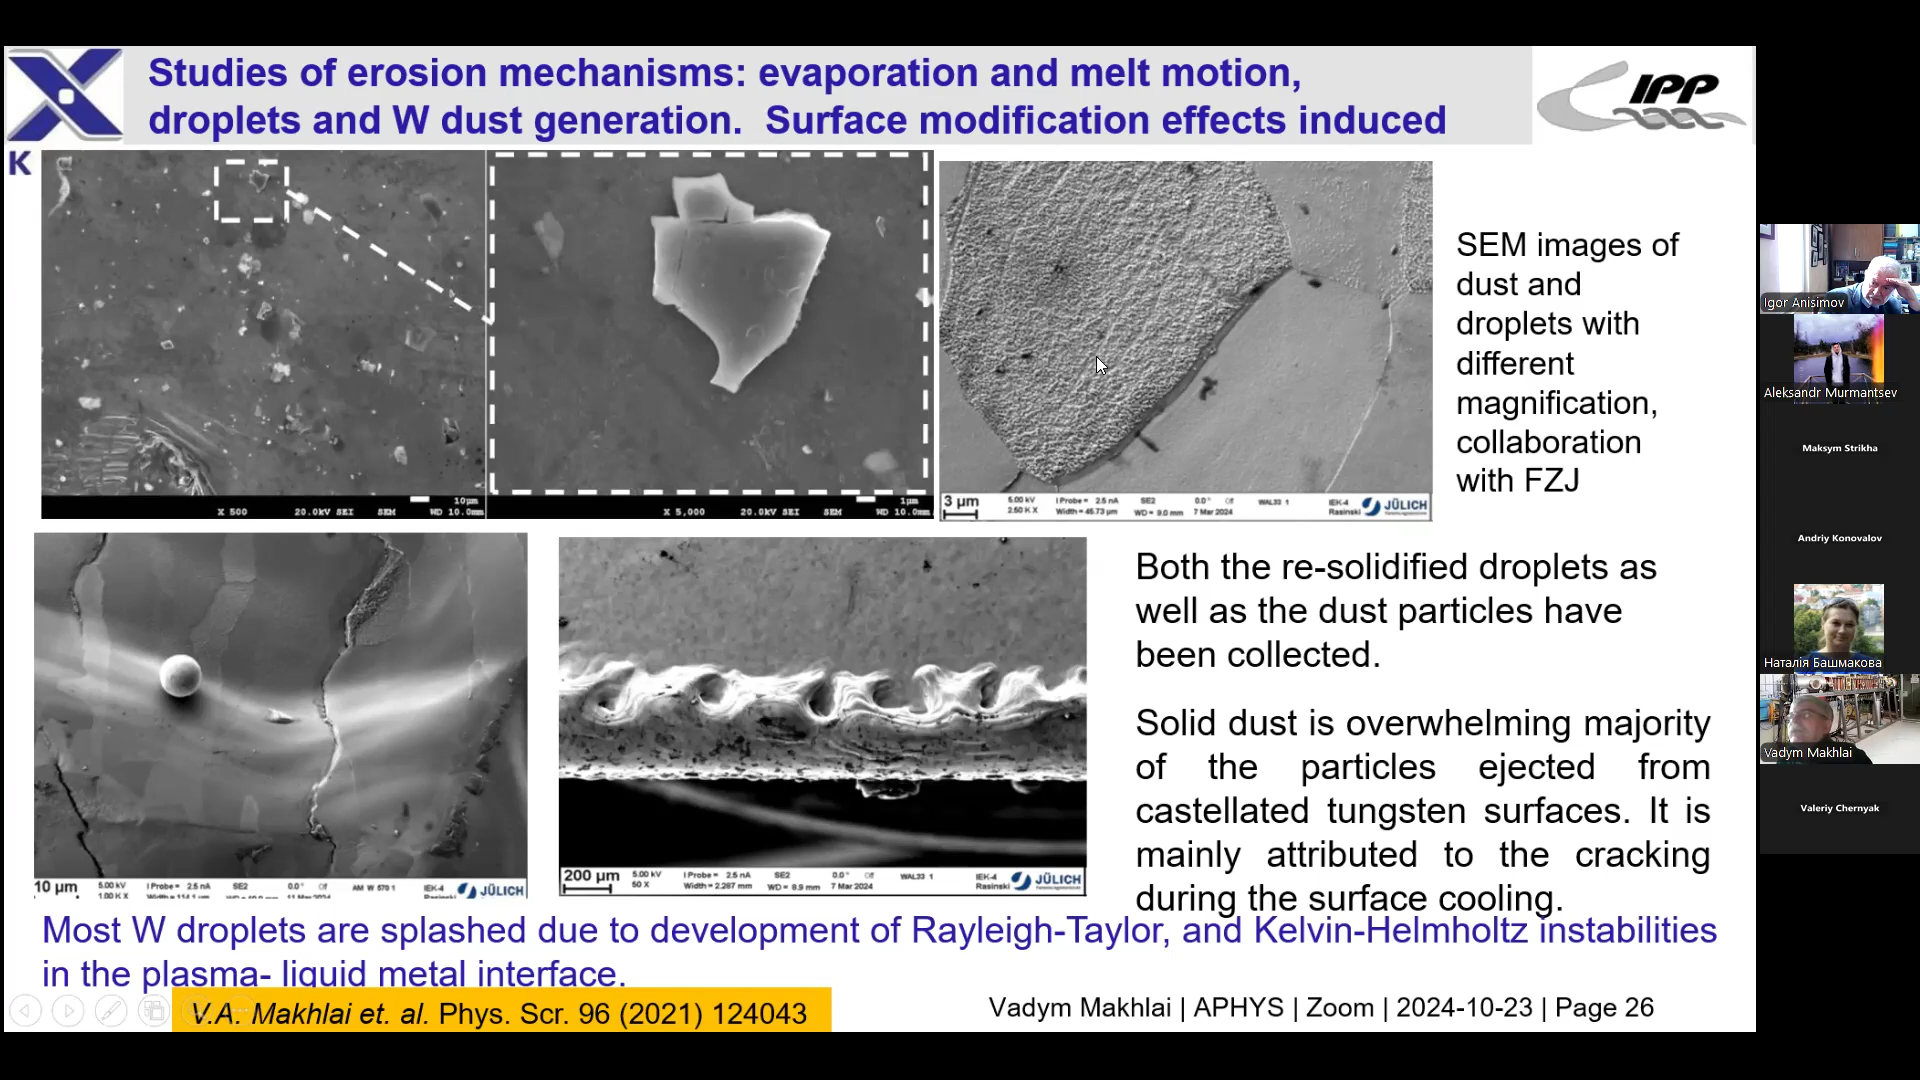 Studies of erosion mechanisms: evaporation and melt motion,
droplets and W dust generation. Surface modification effects induced
IPP
K
X 500 20.0kV SEI SEM WD 10.0mm
10µm
X 5,000 20.0kV SEI SEM WD 10.0mm
1µm
3 µm
5.00 kV I Probe = 2.5 nA SE2 0.0° WAL33 1 IEK-4
2.50 K X Width = 45.73 µm WD = 9.0 mm 7 Mar 2024 Rasinski
JÜLICH
SEM images of
dust and
droplets with
different
magnification,
collaboration
with FZJ
10 µm
5.00 kV I Probe = 2.5 nA SE2 0.0° AM W 570 1 IEK-4
1.00 K X Rasinski
JÜLICH
200 µm
5.00 kV I Probe = 2.5 nA SE2 0.0° WAL33 1 IEK-4
50 X Width = 2.287 mm WD = 8.9 mm 7 Mar 2024 Rasinski
JÜLICH
Both the re-solidified droplets as
well as the dust particles have
been collected.
Solid dust is overwhelming majority
of the particles ejected from
castellated tungsten surfaces. It is
mainly attributed to the cracking
during the surface cooling.
Most W droplets are splashed due to development of Rayleigh-Taylor, and Kelvin-Helmholtz instabilities
in the plasma- liquid metal interface.
V.A. Makhlai et. al. Phys. Scr. 96 (2021) 124043
Vadym Makhlai | APHYS | Zoom | 2024-10-23 | Page 26
Igor Anisimov
Aleksandr Murmantsev
Maksym Strikha
Andriy Konovalov
Наталія Башмакова
Vadym Makhlai
Valeriy Chernyak